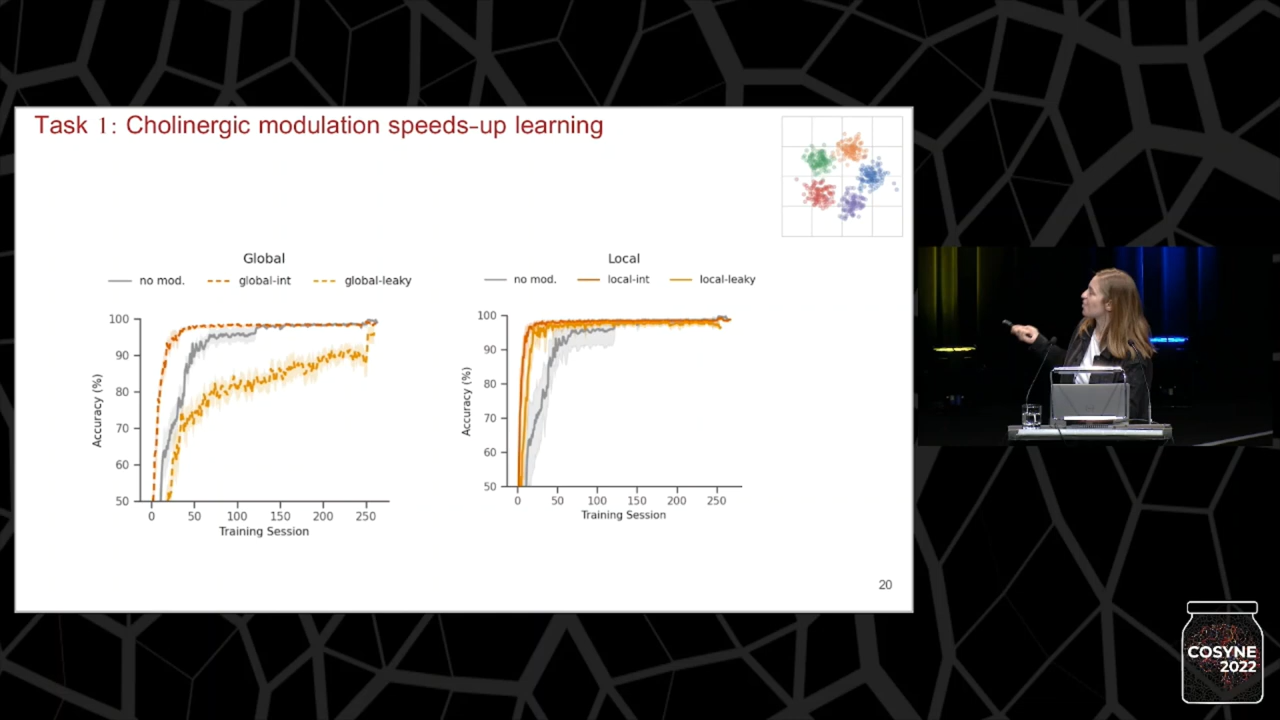 Task 1: Cholinergic modulation speeds-up learning
Global
no mod. global-int global-leaky
100
90
80
70
60
50
Accuracy (%)
0 50 100 150 200 250
Training Session
Local
no mod. local-int local-leaky
100
90
80
70
60
50
Accuracy (%)
0 50 100 150 200 250
Training Session
20
COSYNE
2022